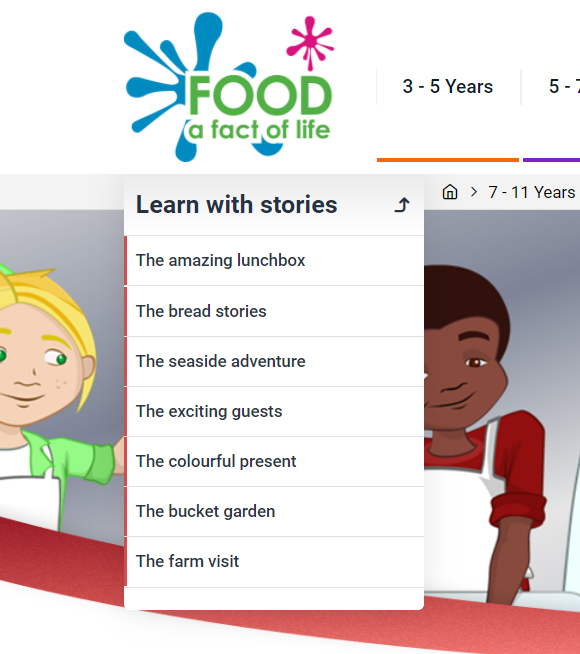 FOOD
a fact of life
3 - 5 Years
5 - 7
7 - 11 Years
Learn with stories
The amazing lunchbox
The bread stories
The seaside adventure
The exciting guests
The colourful present
The bucket garden
The farm visit